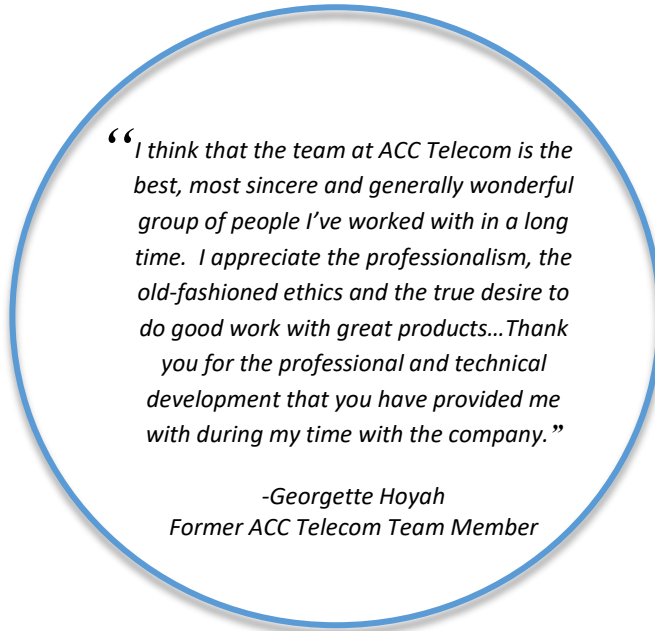 “I think that the team at ACC Telecom is the
best, most sincere and generally wonderful
group of people I’ve worked with in a long
time.  I appreciate the professionalism, the
old-fashioned ethics and the true desire to
do good work with great products…Thank
you for the professional and technical
development that you have provided me
with during my time with the company.”
-Georgette Hoyah
Former ACC Telecom Team Member